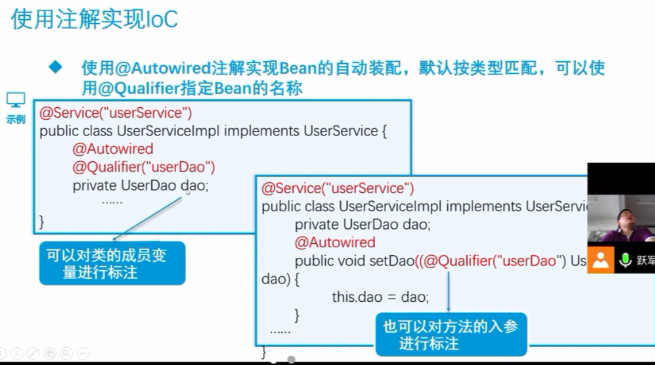 使用注解实现IoC
使用@Autowired注解实现Bean的自动装配，默认按类型匹配，可以使
用@Qualifier指定Bean的名称
示例
@Service("userService")
public class UserServiceImpl implements UserService {
@Autowired
@Qualifier("userDao")
private UserDao dao;
......
}
可以对类的成员变
量进行标注
@Service("userService")
public class UserServiceImpl implements UserServi
private UserDao dao;
@Autowired
public void setDao((@Qualifier("userDao") Us
dao) {
this.dao = dao;
}
......
}
也可以对方法的入参
进行标注
跃军